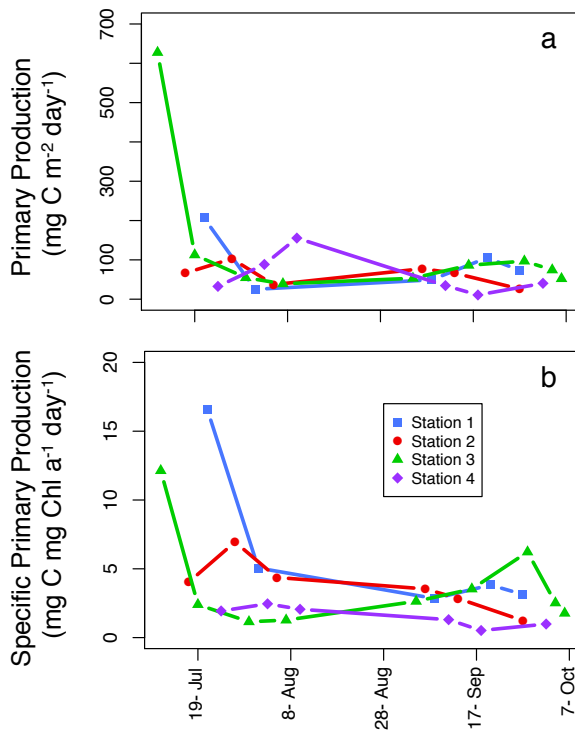 a
Primary Production
(mg C m-2 day-1)
700
500
300
100
0
b
Specific Primary Production
(mg C mg Chl a-1 day-1)
20
15
10
5
0
Station 1
Station 2
Station 3
Station 4
19- Jul
8- Aug
28- Aug
17- Sep
7- Oct